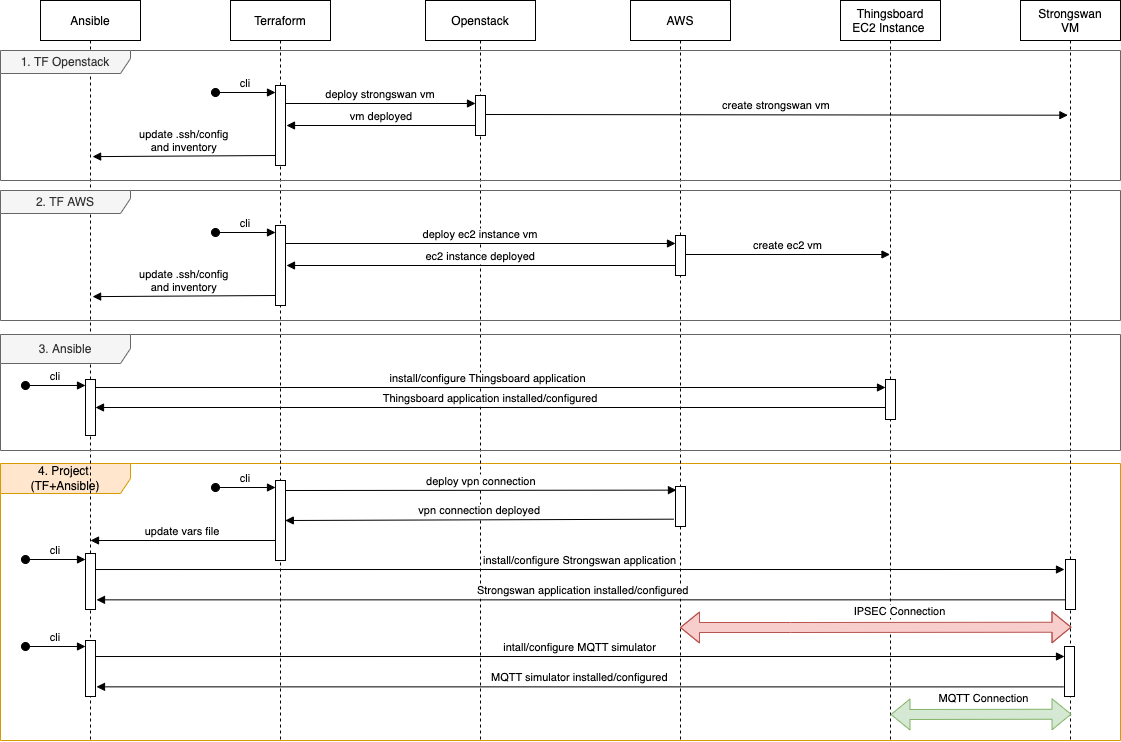 Ansible
Terraform
Openstack
AWS
Thingsboard
EC2 Instance
Strongswan
VM
1. TF Openstack
cli
deploy strongswan vm
create strongswan vm
vm deployed
update .ssh/config
and inventory
2. TF AWS
cli
deploy ec2 instance vm
create ec2 vm
ec2 instance deployed
update .ssh/config
and inventory
3. Ansible
cli
install/configure Thingsboard application
Thingsboard application installed/configured
4. Project
(TF+Ansible)
cli
deploy vpn connection
vpn connection deployed
update vars file
cli
install/configure Strongswan application
Strongswan application installed/configured
IPSEC Connection
cli
intall/configure MQTT simulator
MQTT simulator installed/configured
MQTT Connection